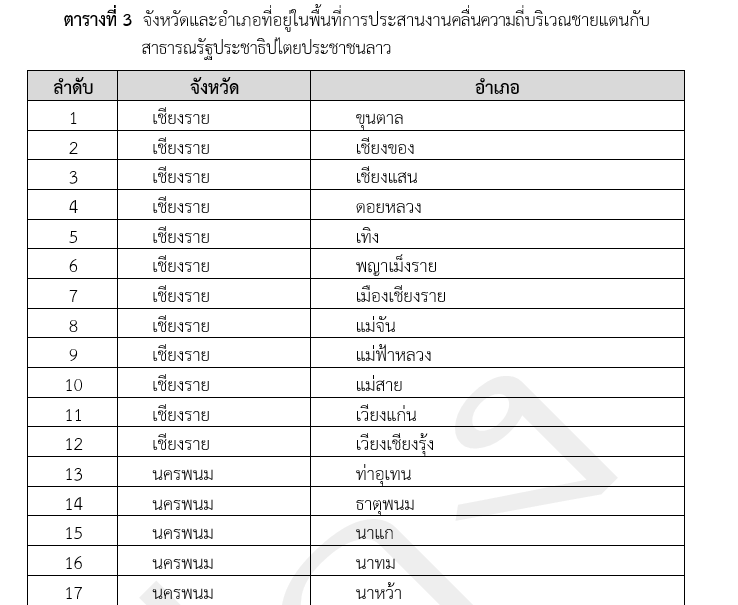 ตารางที่ 3 จังหวัดและอำเภอที่อยู่ในพื้นที่การประสานงานคลื่นความถี่บริเวณชายแดนกับ
สาธารณรัฐประชาธิปไตยประชาชนลาว
ลำดับ จังหวัด อำเภอ
1 เชียงราย ขุนตาล
2 เชียงราย เชียงของ
3 เชียงราย เชียงแสน
4 เชียงราย ดอยหลวง
5 เชียงราย เทิง
6 เชียงราย พญาเม็งราย
7 เชียงราย เมืองเชียงราย
8 เชียงราย แม่จัน
9 เชียงราย แม่ฟ้าหลวง
10 เชียงราย แม่สาย
11 เชียงราย เวียงแก่น
12 เชียงราย เวียงเชียงรุ้ง
13 นครพนม ท่าอุเทน
14 นครพนม ธาตุพนม
15 นครพนม นาแก
16 นครพนม นาทม
17 นครพนม นาหว้า